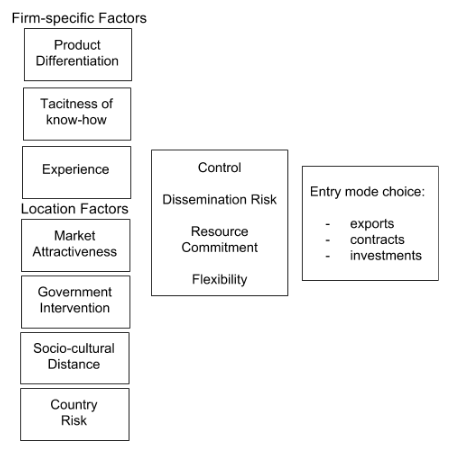 Firm-specific Factors
Product
Differentiation
Tacitness of
know-how
Experience
Location Factors
Market
Attractiveness
Government
Intervention
Socio-cultural
Distance
Country
Risk
Control
Dissemination Risk
Resource
Commitment
Flexibility
Entry mode choice:
- exports
- contracts
- investments